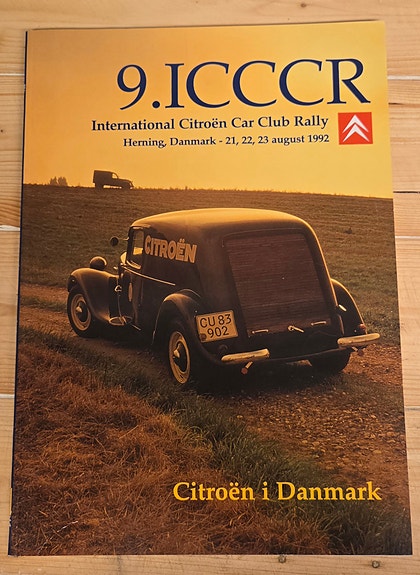 9.ICCCR
International Citroën Car Club Rally
Herning, Danmark - 21, 22, 23 august 1992
CITROËN
CU 83
902
Citroën i Danmark